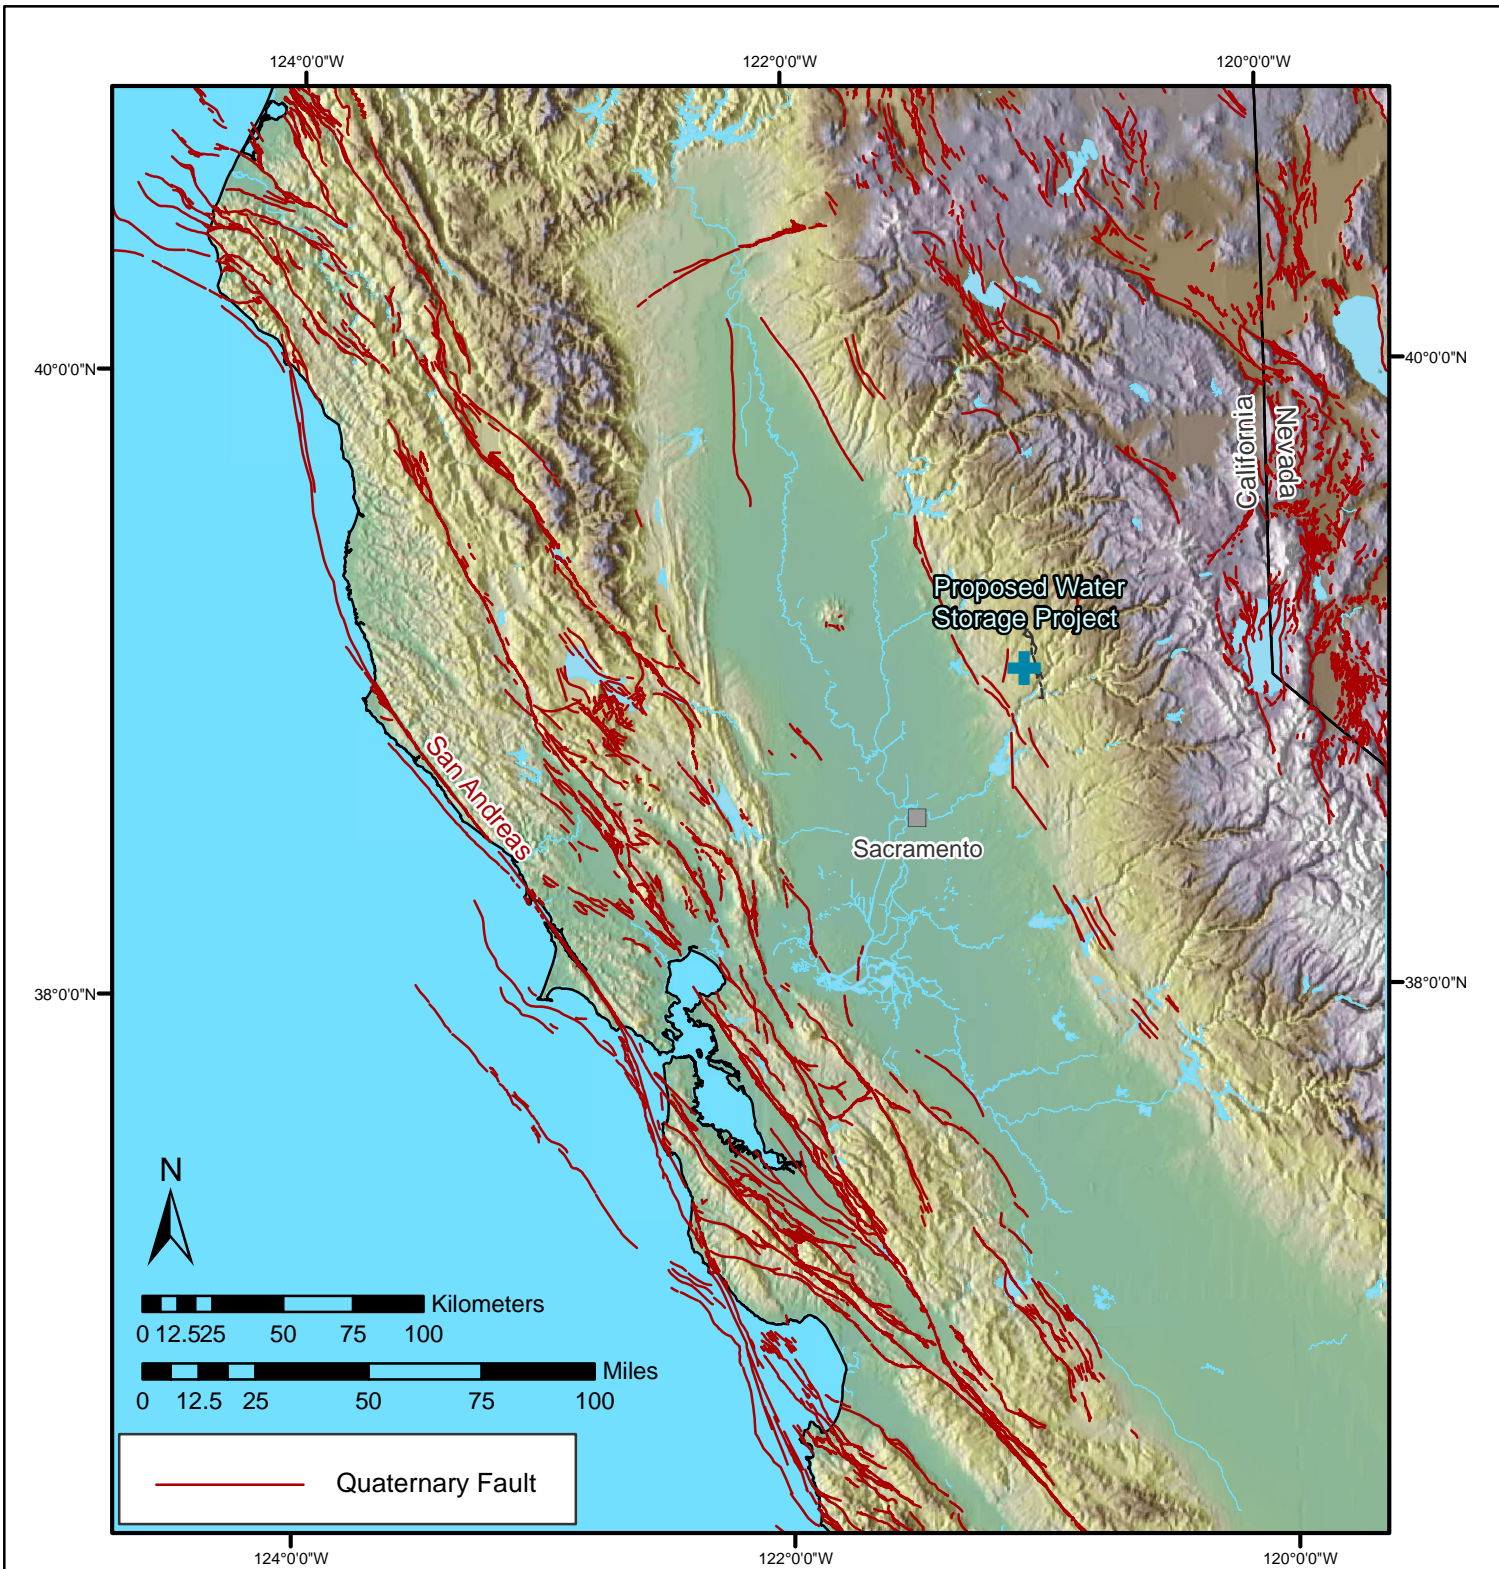 124°0'0"W
122°0'0"W
120°0'0"W
40°0'0"N
40°0'0"N
California
Nevada
Proposed Water
Storage Project
San Andreas
Sacramento
38°0'0"N
38°0'0"N
N
Kilometers
0 12.525 50 75 100
Miles
0 12.5 25 50 75 100
Quaternary Fault
124°0'0"W
122°0'0"W
120°0'0"W